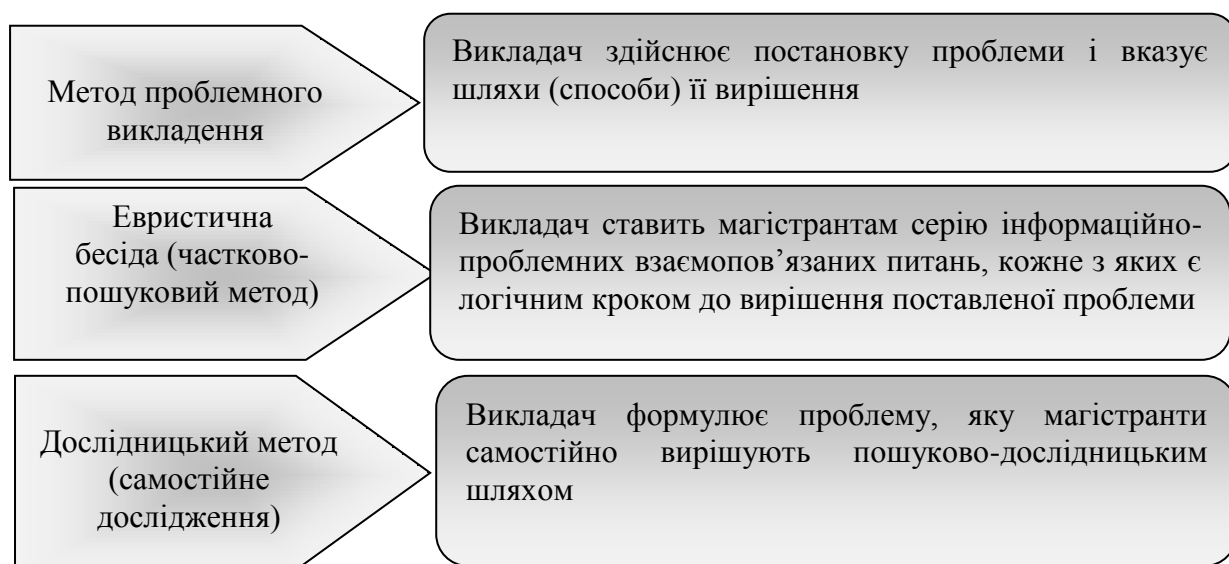 Метод проблемного
викладення
Викладач здійснює постановку проблеми і вказує
шляхи (способи) її вирішення
Евристична
бесіда (частково-
пошуковий метод)
Викладач ставить магістрантам серію інформаційно-
проблемних взаємопов’язаних питань, кожне з яких є
логічним кроком до вирішення поставленої проблеми
Дослідницький метод
(самостійне
дослідження)
Викладач формулює проблему, яку магістранти
самостійно вирішують пошуково-дослідницьким
шляхом